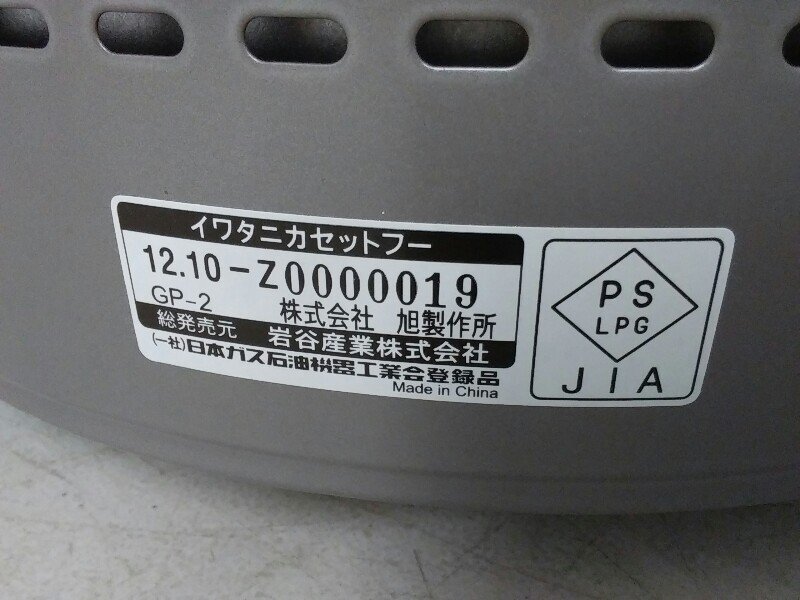 イワタニカセットフー
12.10-Z0000019
GP-2 株式会社 旭製作所
総発売元 岩谷産業株式会社
(一社)日本ガス石油機器工業会登録品
Made in China
PS
LPG
JIA